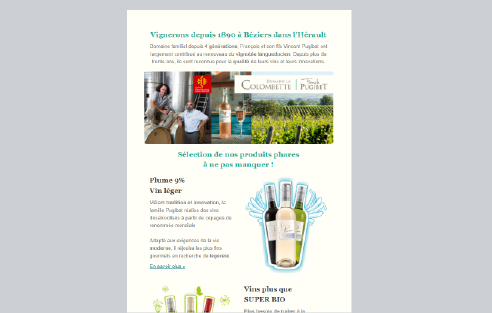 Vignerons depuis 1890 à Béziers dans l'Hérault
Domaine familial depuis 4 générations, François et son fils Vincent Pugibet ont
largement contribué au renouveau du vignoble languedocien. Depuis plus de
trente ans, ils sont reconnus pour la qualité de leurs vins et leurs innovations.
DOMAINE LA
COLOMBETTE
PUGIBET
Sélection de nos produits phares
à ne pas manquer !
Plume 9%
Vin léger
Alliant tradition et innovation, la
famille Pugibet réalise des vins
désalcoolisés à partir de cépages de
renommée mondiale
Adapté aux exigences de la vie
moderne, il réjouira les plus fins
gourmets en recherche de légèreté
En savoir plus »
Vins plus que
SUPER BIO
Plus besoin de traiter à la